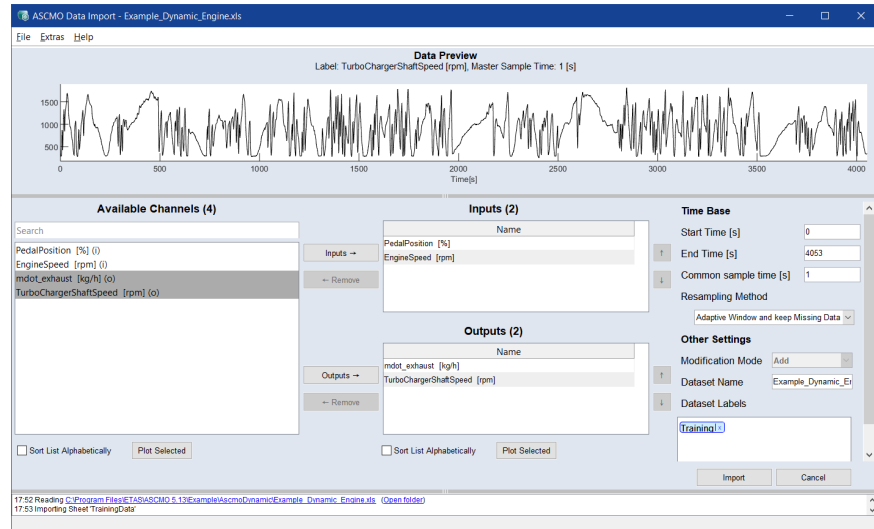 ASCMO Data Import - Example_Dynamic_Engine.xls
File Extras Help
Data Preview
Label: TurboChargerShaftSpeed [rpm], Master Sample Time: 1 [s]
1500
1000
500
0 500 1000 1500 2000 2500 3000 3500 4000
Time[s]
Available Channels (4)
Search
PedalPosition [%] (i)
EngineSpeed [rpm] (i)
mdot_exhaust [kg/h] (o)
TurboChargerShaftSpeed [rpm] (o)
Sort List Alphabetically
Plot Selected
Inputs →
← Remove
Outputs →
← Remove
Inputs (2)
Name
PedalPosition [%]
EngineSpeed [rpm]
↑
↓
Outputs (2)
Name
mdot_exhaust [kg/h]
TurboChargerShaftSpeed [rpm]
↑
↓
Sort List Alphabetically
Plot Selected
Time Base
Start Time [s] 0
End Time [s] 4053
Common sample time [s] 1
Resampling Method
Adaptive Window and keep Missing Data
Other Settings
Modification Mode Add
Dataset Name Example_Dynamic_Er
Dataset Labels
Training ×
Import Cancel
17:52 Reading C:\Program Files\ETAS\ASCMO 5.13\Example\AscmoDynamic\Example_Dynamic_Engine.xls (Open folder)
17:53 Importing Sheet 'TrainingData'